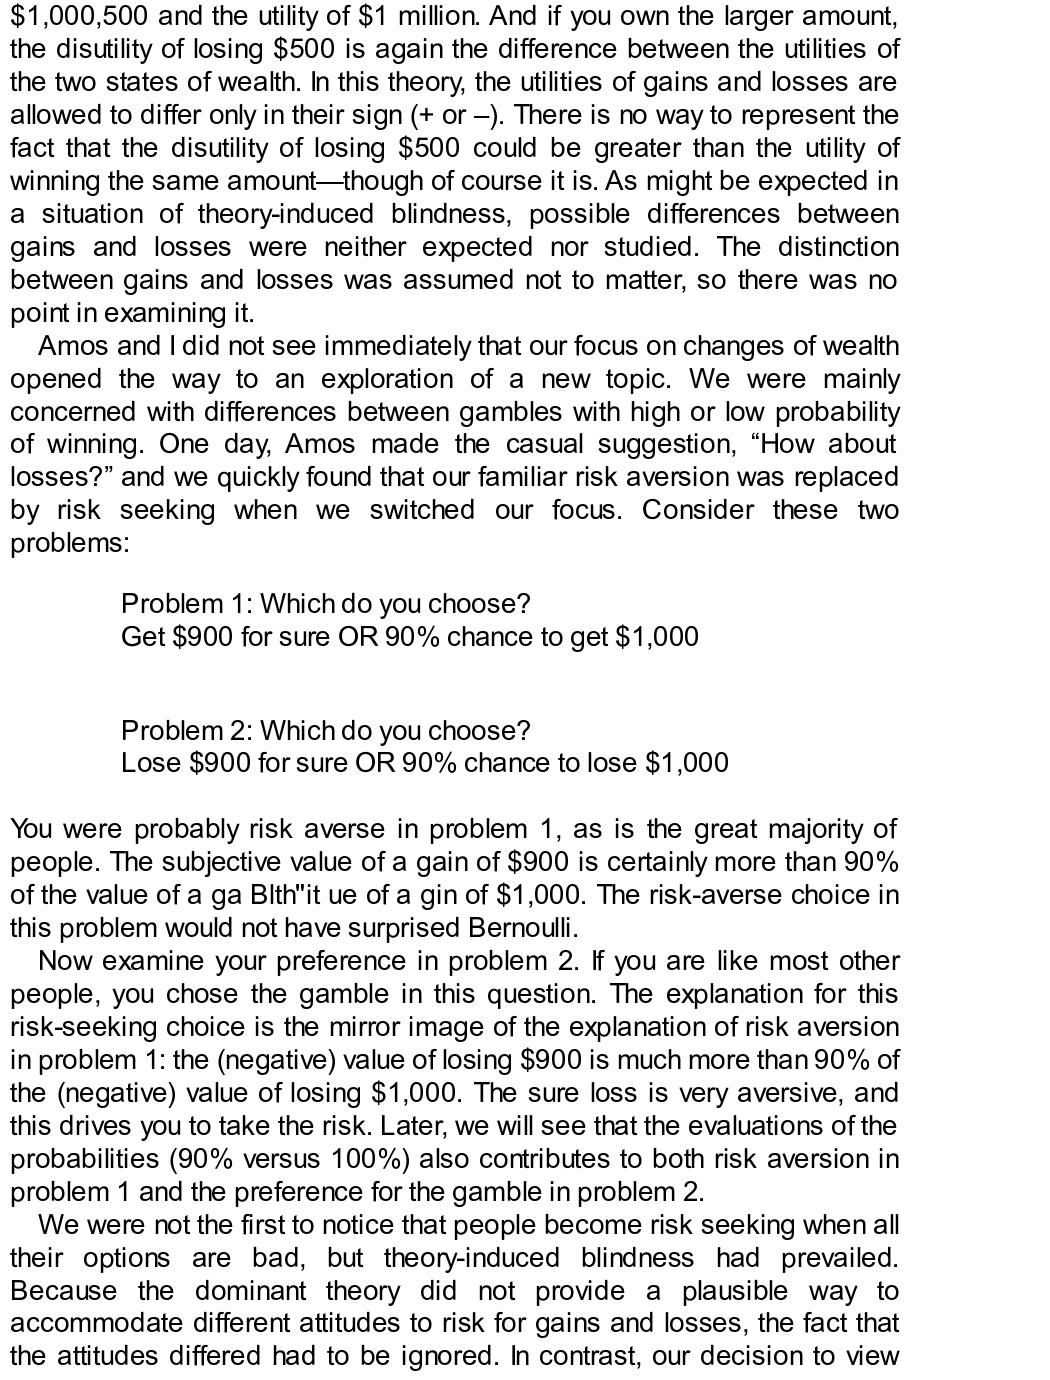 $1,000,500 and the utility of $1 million. And if you own the larger amount,
the disutility of losing $500 is again the difference between the utilities of
the two states of wealth. In this theory, the utilities of gains and losses are
allowed to differ only in their sign (+ or –). There is no way to represent the
fact that the disutility of losing $500 could be greater than the utility of
winning the same amount—though of course it is. As might be expected in
a situation of theory-induced blindness, possible differences between
gains and losses were neither expected nor studied. The distinction
between gains and losses was assumed not to matter, so there was no
point in examining it.
Amos and I did not see immediately that our focus on changes of wealth
opened the way to an exploration of a new topic. We were mainly
concerned with differences between gambles with high or low probability
of winning. One day, Amos made the casual suggestion, “How about
losses?” and we quickly found that our familiar risk aversion was replaced
by risk seeking when we switched our focus. Consider these two
problems:
Problem 1: Which do you choose?
Get $900 for sure OR 90% chance to get $1,000
Problem 2: Which do you choose?
Lose $900 for sure OR 90% chance to lose $1,000
You were probably risk averse in problem 1, as is the great majority of
people. The subjective value of a gain of $900 is certainly more than 90%
of the value of a ga Blth"it ue of a gin of $1,000. The risk-averse choice in
this problem would not have surprised Bernoulli.
Now examine your preference in problem 2. If you are like most other
people, you chose the gamble in this question. The explanation for this
risk-seeking choice is the mirror image of the explanation of risk aversion
in problem 1: the (negative) value of losing $900 is much more than 90% of
the (negative) value of losing $1,000. The sure loss is very aversive, and
this drives you to take the risk. Later, we will see that the evaluations of the
probabilities (90% versus 100%) also contributes to both risk aversion in
problem 1 and the preference for the gamble in problem 2.
We were not the first to notice that people become risk seeking when all
their options are bad, but theory-induced blindness had prevailed.
Because the dominant theory did not provide a plausible way to
accommodate different attitudes to risk for gains and losses, the fact that
the attitudes differed had to be ignored. In contrast, our decision to view